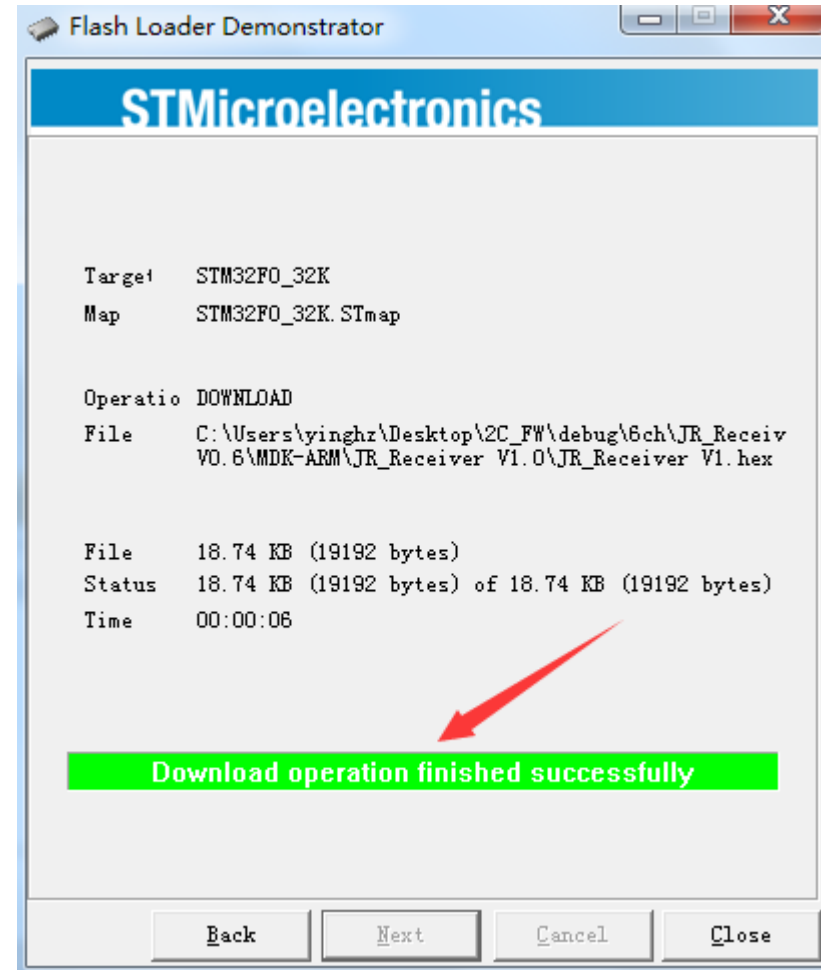 Flash Loader Demonstrator
STMicroelectronics
Target STM32F0_32K
Map STM32F0_32K.STmap
Operatio DOWNLOAD
File C:\Users\yinghz\Desktop\2C_FW\debug\6ch\JR_Receiv
V0.6\MDK-ARM\JR_Receiver V1.0\JR_Receiver V1.hex
File 18.74 KB (19192 bytes)
Status 18.74 KB (19192 bytes) of 18.74 KB (19192 bytes)
Time 00:00:06
Download operation finished successfully
Back Next Cancel Close